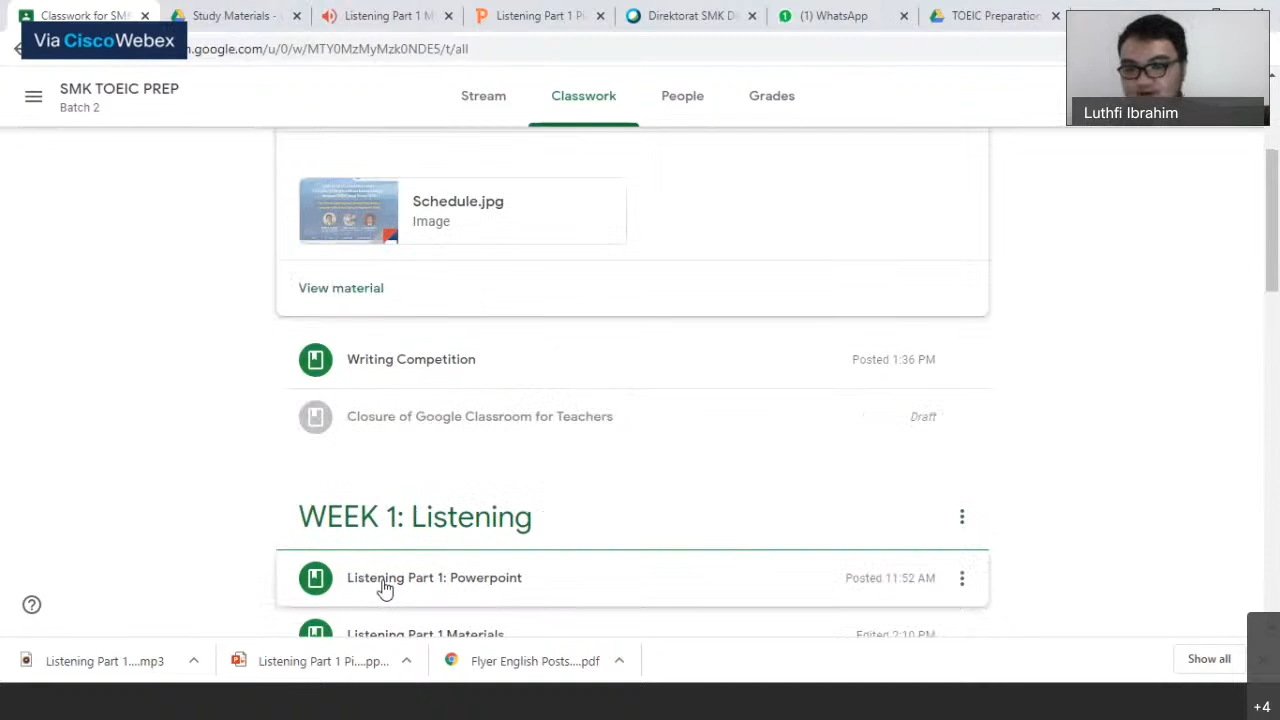 Classwork for SM
Study Materials -
Listening Part 1 M
Listening Part 1 P
Direktorat SMK D
(1) WhatsApp
TOEIC Preparation
Via CiscoWebex
.google.com/u/0/w/MTY0MzMyMzk0NDE5/t/all
SMK TOEIC PREP
Batch 2
Stream
Classwork
People
Grades
Luthfi Ibrahim
Schedule.jpg
Image
View material
Writing Competition
Posted 1:36 PM
Closure of Google Classroom for Teachers
Draft
WEEK 1: Listening
Listening Part 1: Powerpoint
Posted 11:52 AM
Listening Part 1 Materials
Edited 2:10 PM
Listening Part 1....mp3
Listening Part 1 Pi....pp...
Flyer English Posts....pdf
Show all
+4